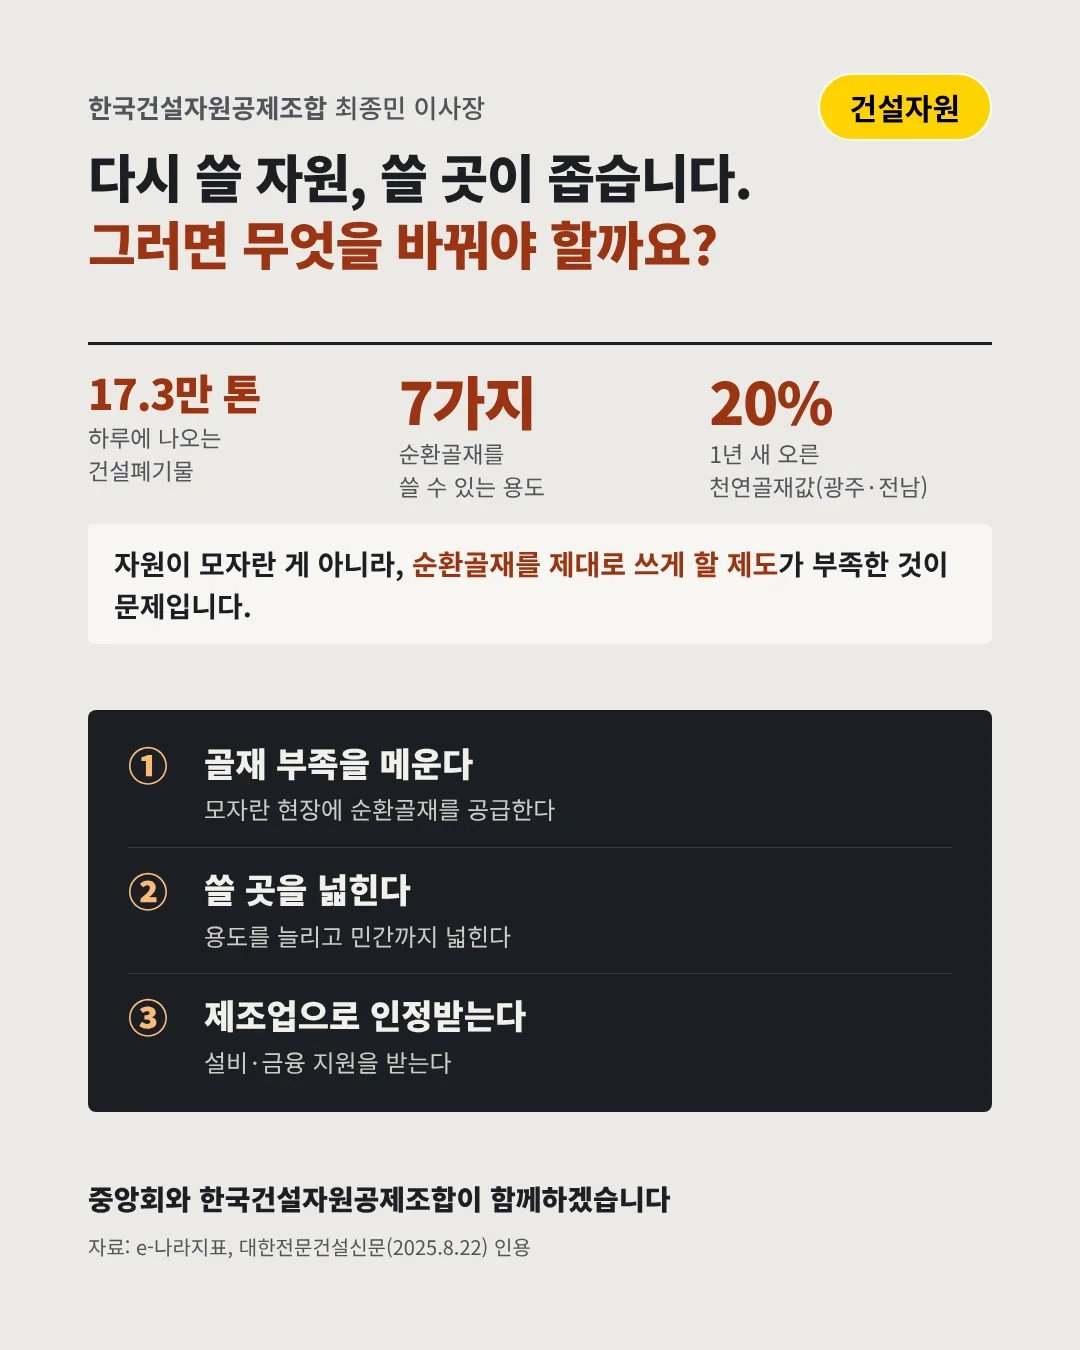 한국건설자원공제조합 최종민 이사장
건설자원
다시 쓸 자원, 쓸 곳이 좁습니다.
그러면 무엇을 바꿔야 할까요?
17.3만 톤
하루에 나오는
건설폐기물
7가지
순환골재를
쓸 수 있는 용도
20%
1년 새 오른
천연골재값(광주·전남)
자원이 모자란 게 아니라, 순환골재를 제대로 쓰게 할 제도가 부족한 것이
문제입니다.
① 골재 부족을 메운다
모자란 현장에 순환골재를 공급한다
② 쓸 곳을 넓힌다
용도를 늘리고 민간까지 넓힌다
③ 제조업으로 인정받는다
설비·금융 지원을 받는다
중앙회와 한국건설자원공제조합이 함께하겠습니다
자료: e-나라지표, 대한전문건설신문(2025.8.22) 인용